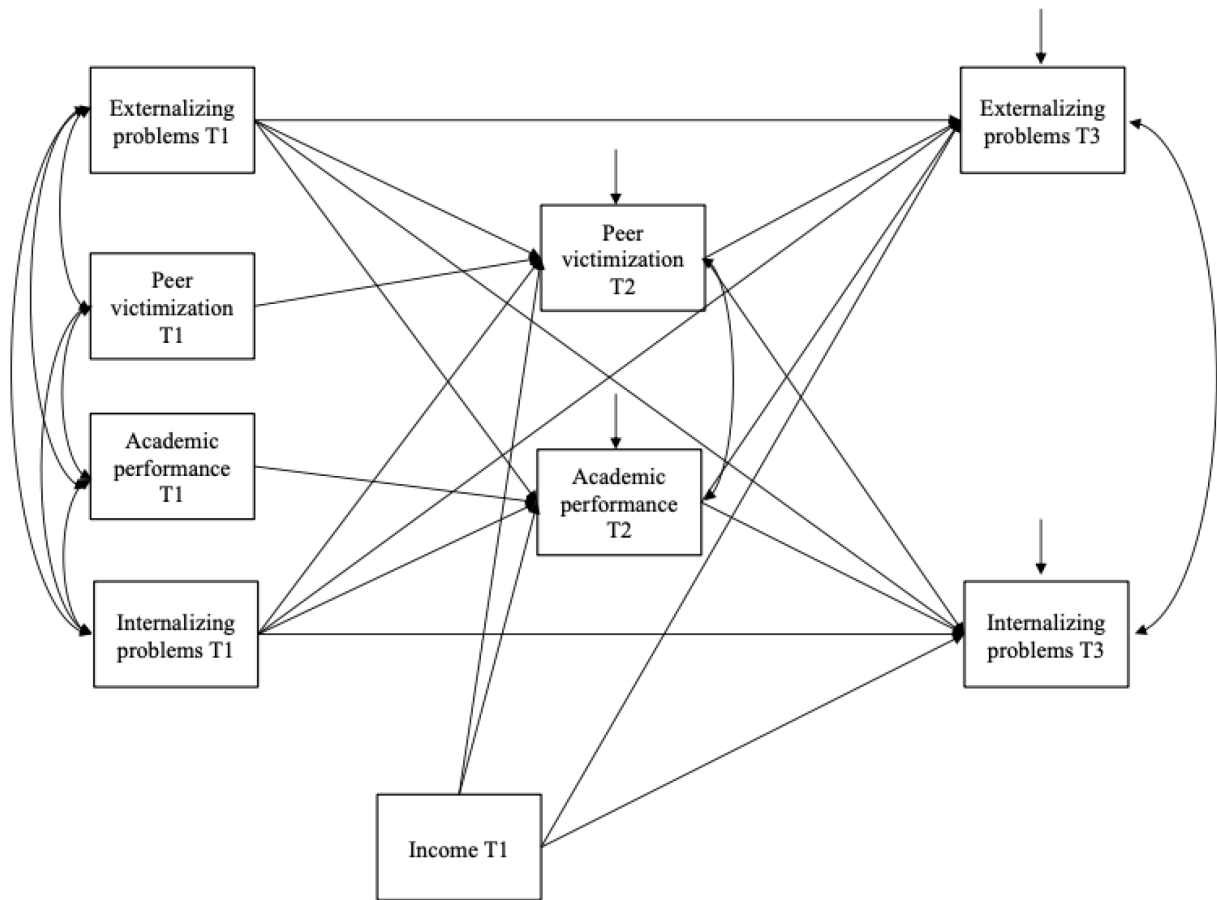 Externalizing
problems T1
Externalizing
problems T3
Peer
victimization
T2
Peer
victimization
T1
Academic
performance
T1
Academic
performance
T2
Internalizing
problems T1
Internalizing
problems T3
Income T1